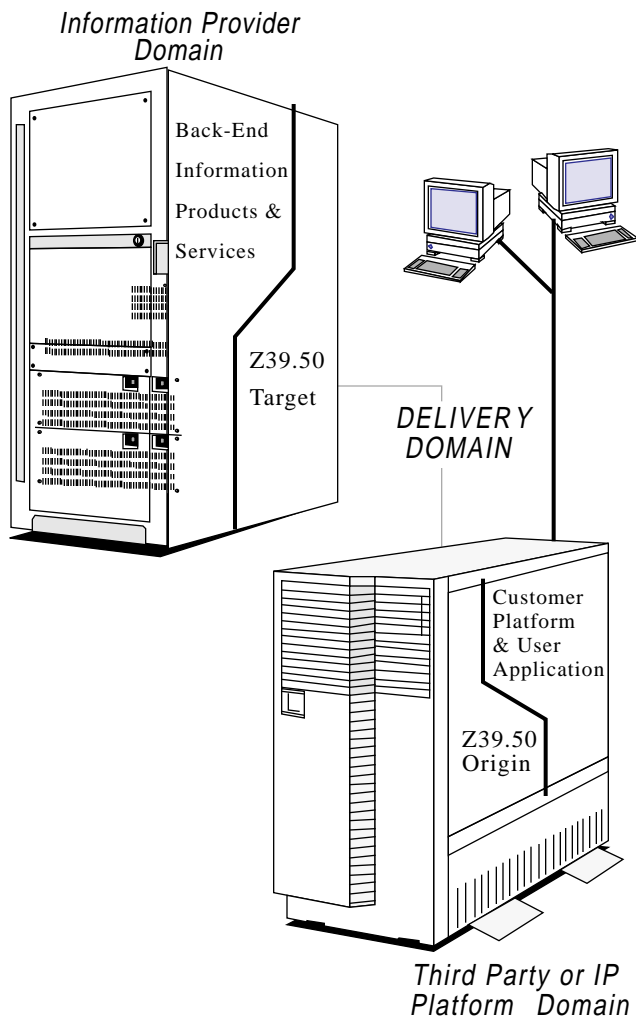 Information Provider
Domain
Back-End
Information
Products &
Services
Z39.50
Target
DELIVERY
DOMAIN
Customer
Platform
& User
Application
Z39.50
Origin
Third Party or IP
Platform Domain